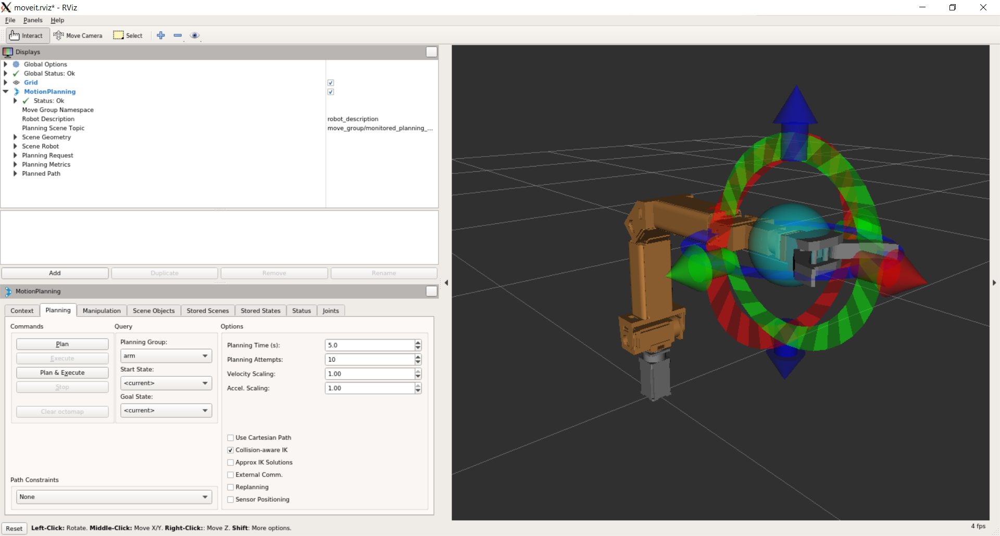 moveit.rviz* - RViz
File Panels Help
Interact Move Camera Select
Displays
Global Options
Global Status: Ok
Grid
MotionPlanning
Status: Ok
Move Group Namespace
Robot Description robot_description
Planning Scene Topic move_group/monitored_planning_...
Scene Geometry
Scene Robot
Planning Request
Planning Metrics
Planned Path
Add Duplicate Remove Rename
MotionPlanning
Context Planning Manipulation Scene Objects Stored Scenes Stored States Status Joints
Commands Query Options
Plan
Execute
Plan & Execute
Stop
Clear octomap
Planning Group:
arm
Start State:
<current>
Goal State:
<current>
Planning Time (s): 5.0
Planning Attempts: 10
Velocity Scaling: 1.00
Accel. Scaling: 1.00
Use Cartesian Path
Collision-aware IK
Approx IK Solutions
External Comm.
Replanning
Sensor Positioning
Path Constraints
None
Reset Left-Click: Rotate. Middle-Click: Move X/Y. Right-Click:: Move Z. Shift: More options. 4 fps